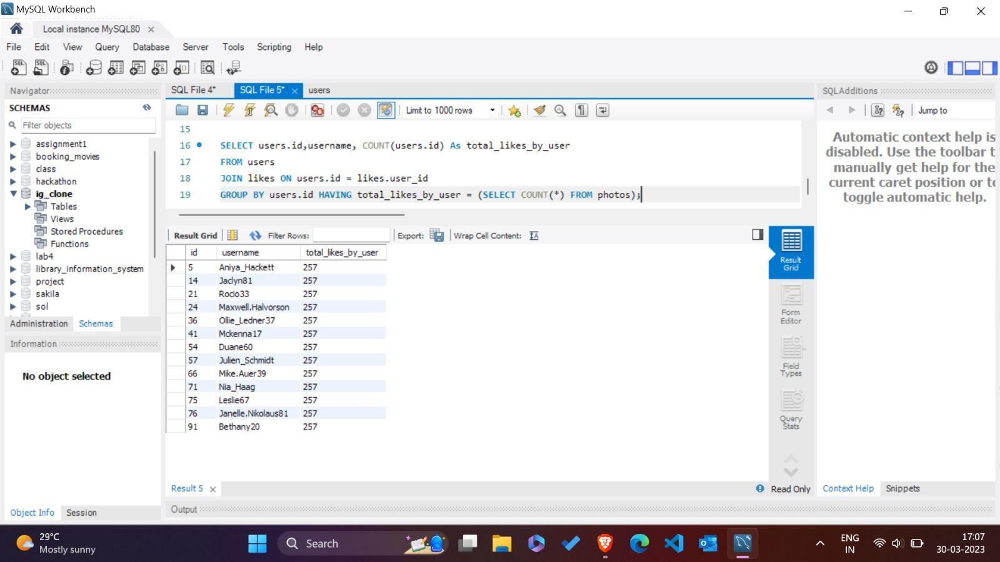 MySQL Workbench
Local instance MySQL80
File Edit View Query Database Server Tools Scripting Help
Navigator
SCHEMAS
Filter objects
assignment1
booking_movies
class
hackathon
ig_clone
Tables
Views
Stored Procedures
Functions
lab4
library_information_system
project
sakila
sol
Administration Schemas
Information
No object selected
Object Info Session
SQL File 4* SQL File 5* users
Limit to 1000 rows
15
16 SELECT users.id,username, COUNT(users.id) As total_likes_by_user
17 FROM users
18 JOIN likes ON users.id = likes.user_id
19 GROUP BY users.id HAVING total_likes_by_user = (SELECT COUNT(*) FROM photos);
Result Grid Filter Rows: Export: Wrap Cell Content:
id username total_likes_by_user
5 Aniya_Hackett 257
14 Jaclyn81 257
21 Rocio33 257
24 Maxwell.Halvorson 257
36 Ollie_Ledner37 257
41 Mckenna17 257
54 Duane60 257
57 Julien_Schmidt 257
66 Mike.Auer39 257
71 Nia_Haag 257
75 Leslie67 257
76 Janelle.Nikolaus81 257
91 Bethany20 257
Result
Grid
Form
Editor
Field
Types
Query
Stats
Result 5 Read Only
Output
SQLAdditions
Jump to
Automatic context help is
disabled. Use the toolbar t
manually get help for the
current caret position or to
toggle automatic help.
Context Help Snippets
29°C
Mostly sunny
Search
ENG
IN
17:07
30-03-2023